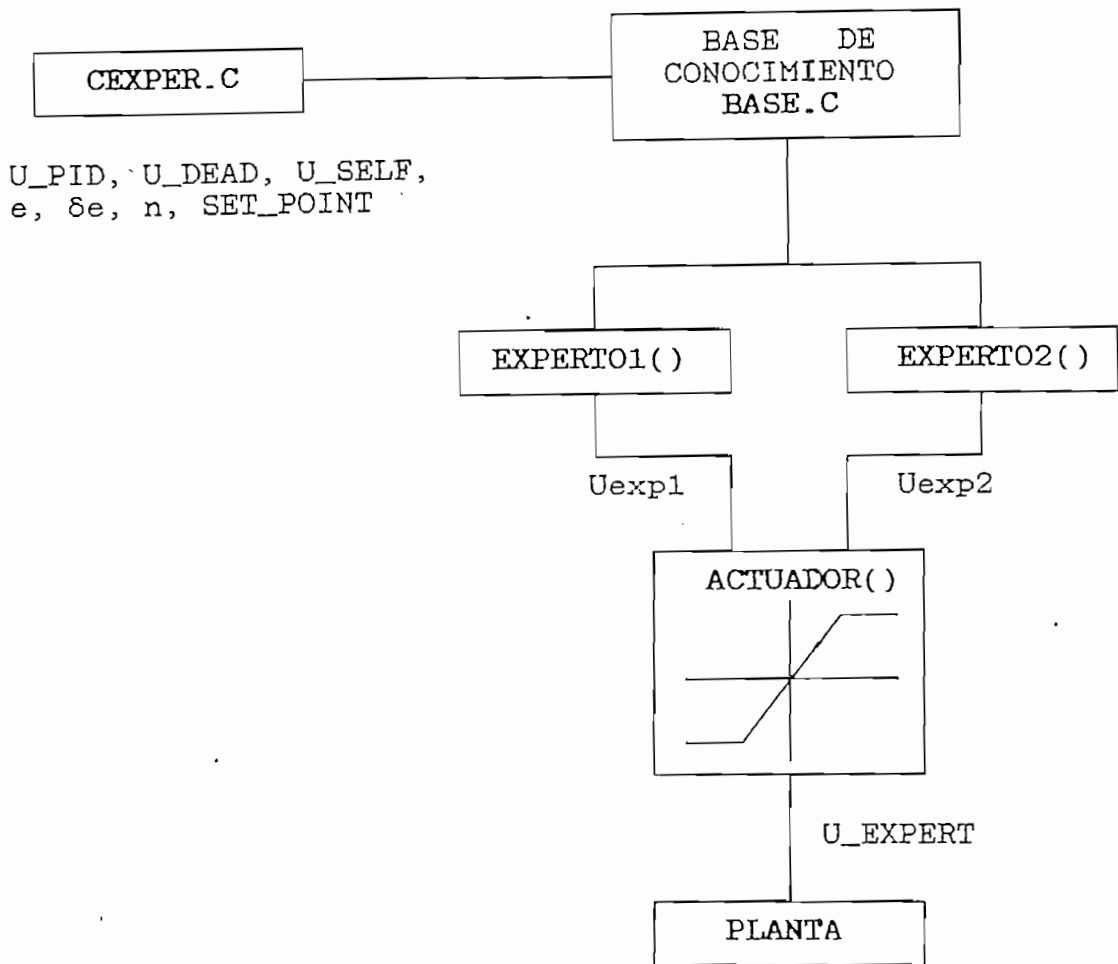 CEXPER.C
BASE DE
CONOCIMIENTO
BASE.C
U_PID, U_DEAD, U_SELF,
e, δe, n, SET_POINT
EXPERTO1()
EXPERTO2()
Uexp1
Uexp2
ACTUADOR()
U_EXPERT
PLANTA